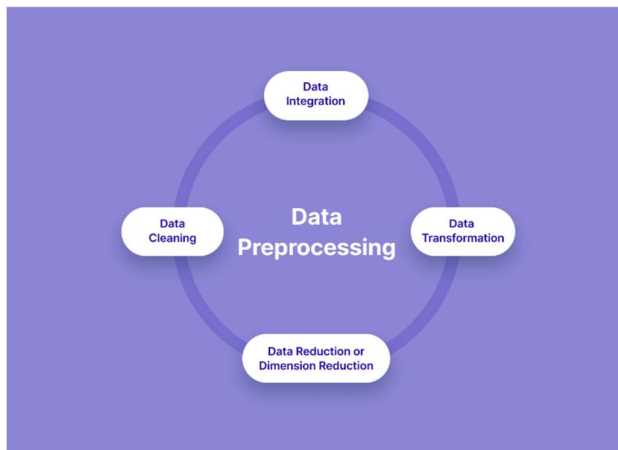 Data
Integration
Data
Cleaning
Data
Preprocessing
Data
Transformation
Data Reduction or
Dimension Reduction